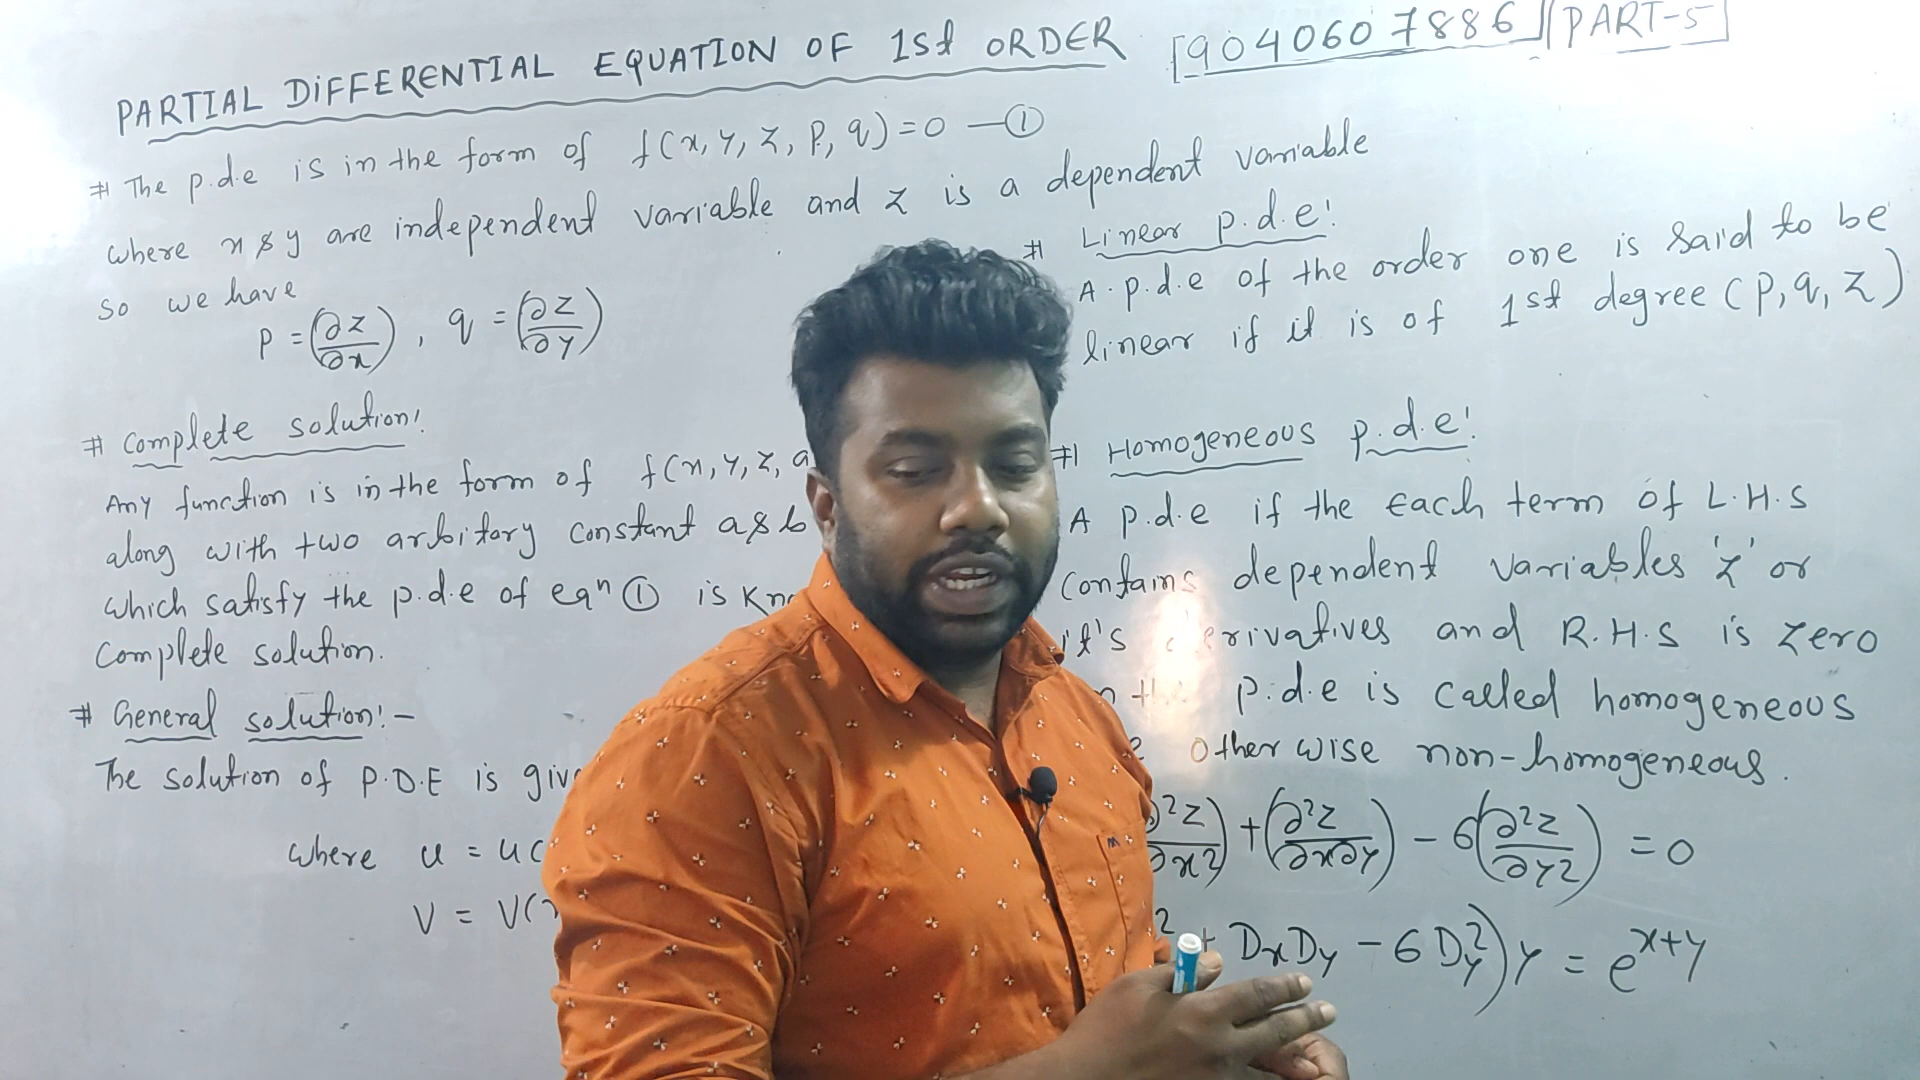 PARTIAL DIFFERENTIAL EQUATION OF 1st ORDER [9040607886] [PART-5]
# The p.d.e is in the form of f(x, y, z, p, q) = 0 —①
where x & y are independent variable and z is a dependent variable
so we have
p = (∂z/∂x) , q = (∂z/∂y)
# Complete solution!
Any function is in the form of f(x, y, z, a
along with two arbitary constant a & b
which satisfy the p.d.e of eqn ① is
Complete solution.
# General solution! -
The solution of P.D.E is
where u = u(
V = V(
# Linear p.d.e!
A p.d.e of the order one is said to be
linear if it is of 1st degree (p, q, z)
# Homogeneous p.d.e!
A p.d.e if the each term of L.H.S
contains dependent variables 'z' or
it's derivatives and R.H.S is zero
p.d.e is called homogeneous
otherwise non-homogeneous.
∂²z/∂x²) + (∂²z/∂x∂y) - 6(∂²z/∂y²) = 0
² + DxDy - 6Dy²)y = e^x+y